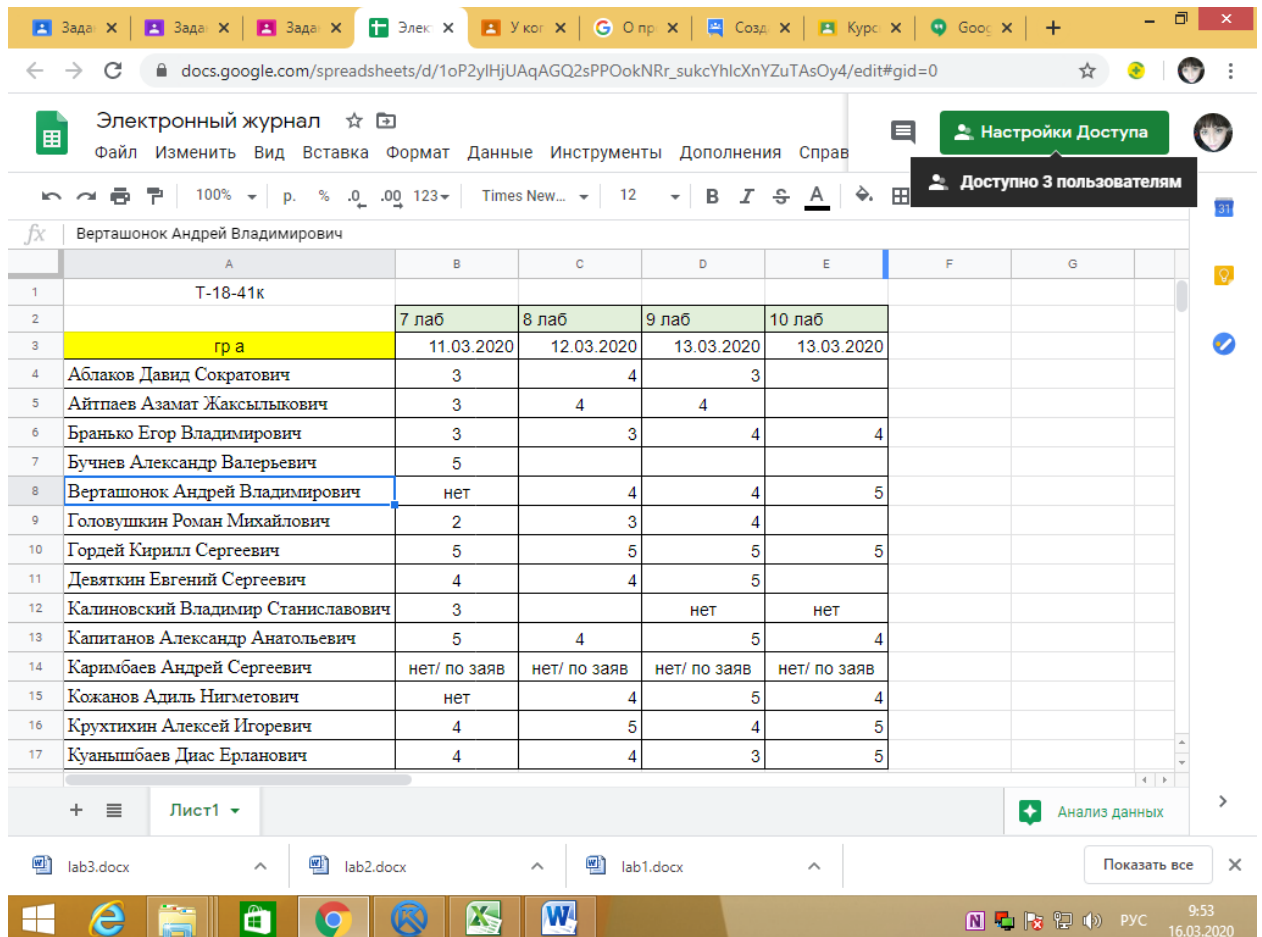 Зада Зада Зада Элек У ког О пр Созд Курс Goog
docs.google.com/spreadsheets/d/1oP2ylHjUAqAGQ2sPPOokNRr_sukcYhIcXnYZuTAsOy4/edit#gid=0
Электронный журнал
Файл Изменить Вид Вставка Формат Данные Инструменты Дополнения Справ
Настройки Доступа
Доступно 3 пользователям
100% р. % .0 .00 123 Times New... 12 B I S A
31
fx Верташонок Андрей Владимирович
A B C D E F G
1 Т-18-41к
2 7 лаб 8 лаб 9 лаб 10 лаб
3 гр а 11.03.2020 12.03.2020 13.03.2020 13.03.2020
4 Аблаков Давид Сократович 3 4 3
5 Айтпаев Азамат Жаксылыкович 3 4 4
6 Бранько Егор Владимирович 3 3 4 4
7 Бучнев Александр Валерьевич 5
8 Верташонок Андрей Владимирович нет 4 4 5
9 Головушкин Роман Михайлович 2 3 4
10 Гордей Кирилл Сергеевич 5 5 5 5
11 Девяткин Евгений Сергеевич 4 4 5
12 Калиновский Владимир Станиславович 3 нет нет
13 Капитанов Александр Анатольевич 5 4 5 4
14 Каримбаев Андрей Сергеевич нет/ по заяв нет/ по заяв нет/ по заяв нет/ по заяв
15 Кожанов Адиль Нигметович нет 4 5 4
16 Крухтихин Алексей Игоревич 4 5 4 5
17 Куанышбаев Диас Ерланович 4 4 3 5
Лист1 Анализ данных
lab3.docx lab2.docx lab1.docx Показать все
РУС 9:53
16.03.2020